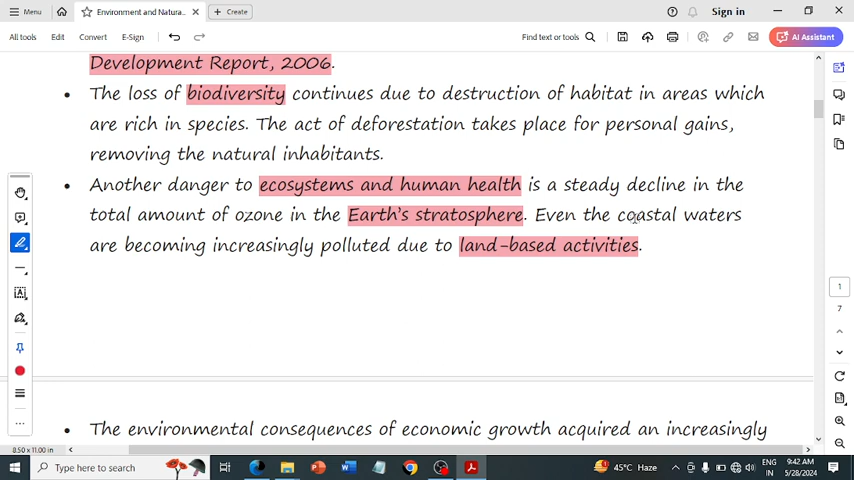 Menu
Environment and Natura...
Create
Sign in
All tools Edit Convert E-Sign
Find text or tools
AI Assistant
Development Report, 2006.
• The loss of biodiversity continues due to destruction of habitat in areas which
are rich in species. The act of deforestation takes place for personal gains,
removing the natural inhabitants.
• Another danger to ecosystems and human health is a steady decline in the
total amount of ozone in the Earth's stratosphere. Even the coastal waters
are becoming increasingly polluted due to land-based activities.
1
7
• The environmental consequences of economic growth acquired an increasingly
8.50 x 11.00 in
Type here to search
45°C Haze
ENG
IN
9:42 AM
5/28/2024